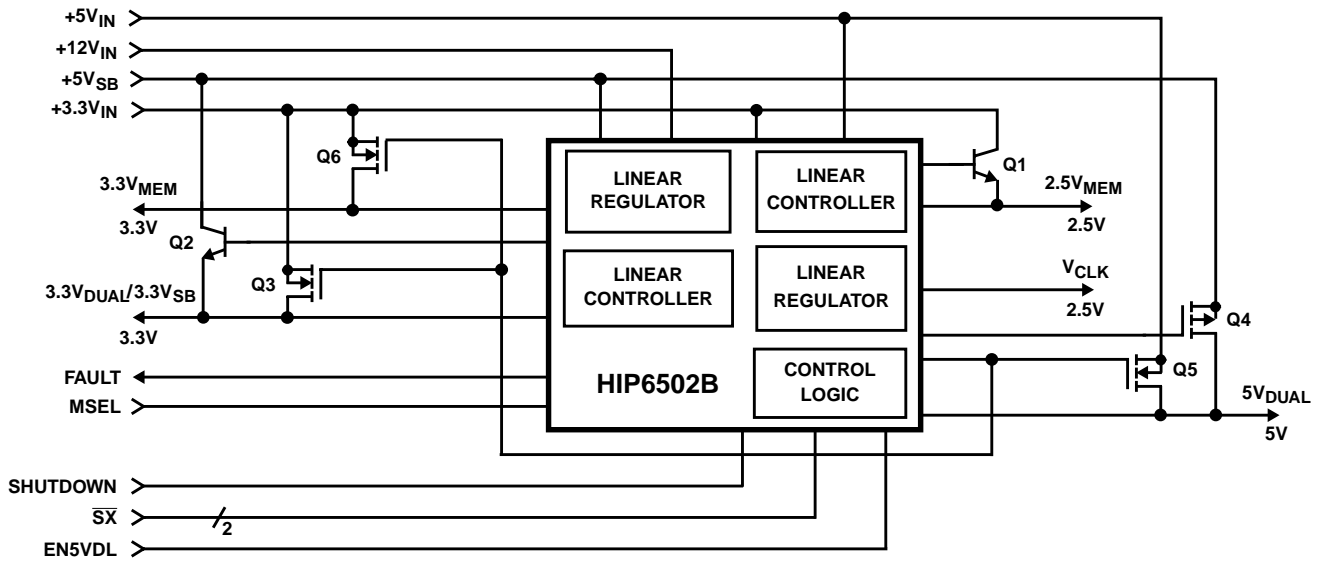 +5VIN
+12VIN
+5VSB
+3.3VIN
Q6
LINEAR
REGULATOR
LINEAR
CONTROLLER
Q1
3.3VMEM
3.3V
2.5VMEM
2.5V
Q2
Q3
LINEAR
CONTROLLER
LINEAR
REGULATOR
VCLK
2.5V
3.3VDUAL/3.3VSB
3.3V
Q4
FAULT
MSEL
HIP6502B
CONTROL
LOGIC
Q5
5VDUAL
5V
SHUTDOWN
S̅X̅
2
EN5VDL